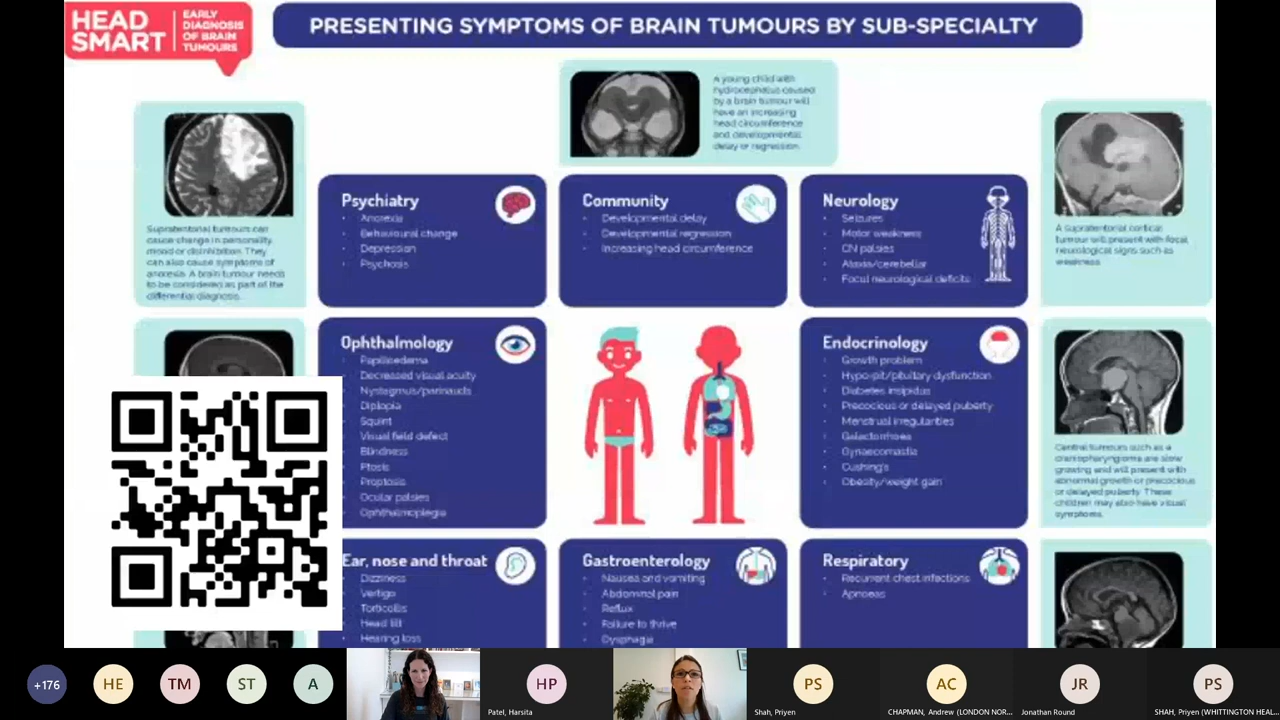 HEAD
SMART
EARLY
DIAGNOSIS
OF BRAIN
TUMOURS
PRESENTING SYMPTOMS OF BRAIN TUMOURS BY SUB-SPECIALTY
A young child with
hydrocephalus caused
by a brain tumour will
have an increasing
head circumference
and developmental
delay or regression.
Supratentorial tumours can
cause change in personality,
mood or disinhibition. They
can also cause symptoms of
anorexia. A brain tumour needs
to be considered as part of the
differential diagnosis.
Psychiatry
• Anorexia
• Behavioural change
• Depression
• Psychosis
Community
• Developmental delay
• Developmental regression
• Increasing head circumference
Neurology
• Seizures
• Motor weakness
• CN palsies
• Ataxia/cerebellar
• Focal neurological deficits
A supratentorial cortical
tumour will present with focal
neurological signs such as
weakness.
Ophthalmology
• Papilloedema
• Decreased visual acuity
• Nystagmus/parinauds
• Diplopia
• Squint
• Visual field defect
• Blindness
• Ptosis
• Proptosis
• Ocular palsies
• Ophthalmoplegia
Endocrinology
• Growth problem
• Hypo-pit/pituitary dysfunction
• Diabetes insipidus
• Precocious or delayed puberty
• Menstrual irregularities
• Galactorrhoea
• Gynaecomastia
• Cushing's
• Obesity/weight gain
Central tumours such as a
craniopharyngioma are slow
growing and will present with
abnormal growth or precocious
or delayed puberty. These
children may also have visual
symptoms.
Ear, nose and throat
Dizziness
Vertigo
Torticollis
Head tilt
Hearing loss
Gastroenterology
• Nausea and vomiting
• Abdominal pain
• Reflux
• Failure to thrive
• Dysphagia
Respiratory
• Recurrent chest infections
• Apnoeas
+176
HE
TM
ST
A
HP
Patel, Harsita
PS
Shah, Priyen
AC
CHAPMAN, Andrew (LONDON NOR...
JR
Jonathan Round
PS
SHAH, Priyen (WHITTINGTON HEAL...